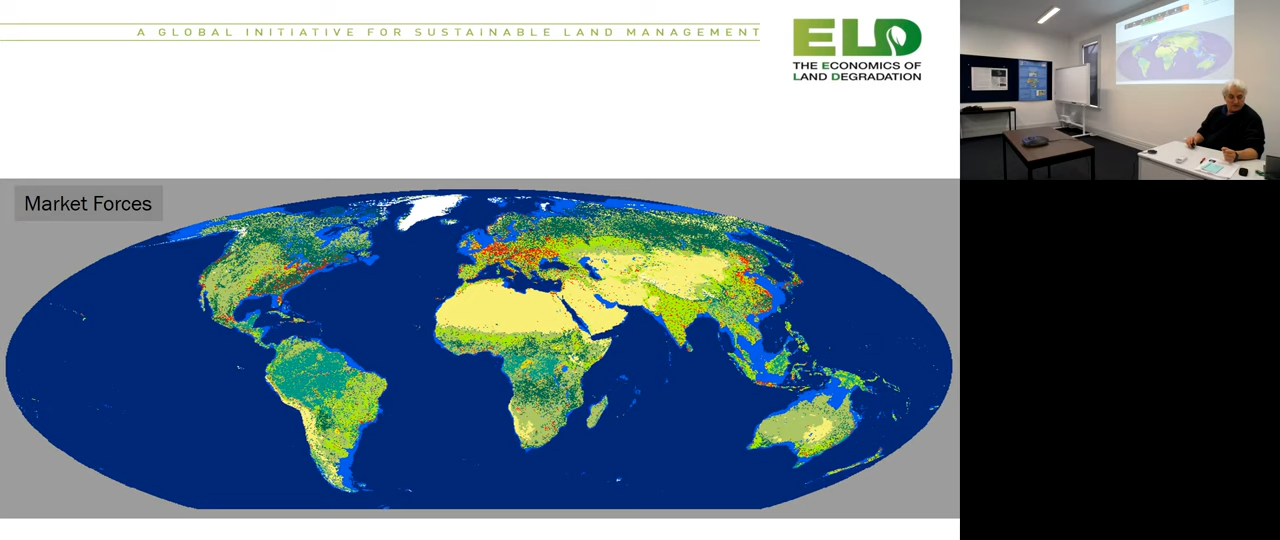 A GLOBAL INITIATIVE FOR SUSTAINABLE LAND MANAGEMENT
ELD
THE ECONOMICS OF
LAND DEGRADATION
Market Forces